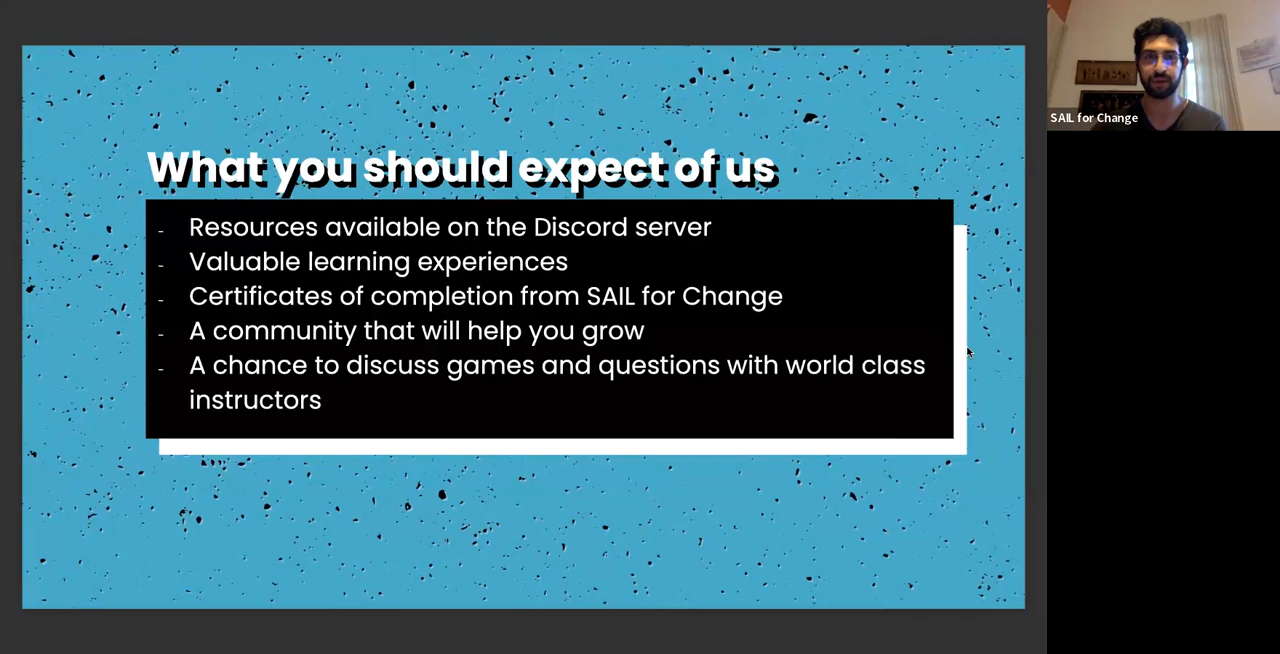 What you should expect of us
- Resources available on the Discord server
- Valuable learning experiences
- Certificates of completion from SAIL for Change
- A community that will help you grow
- A chance to discuss games and questions with world class
instructors
SAIL for Change